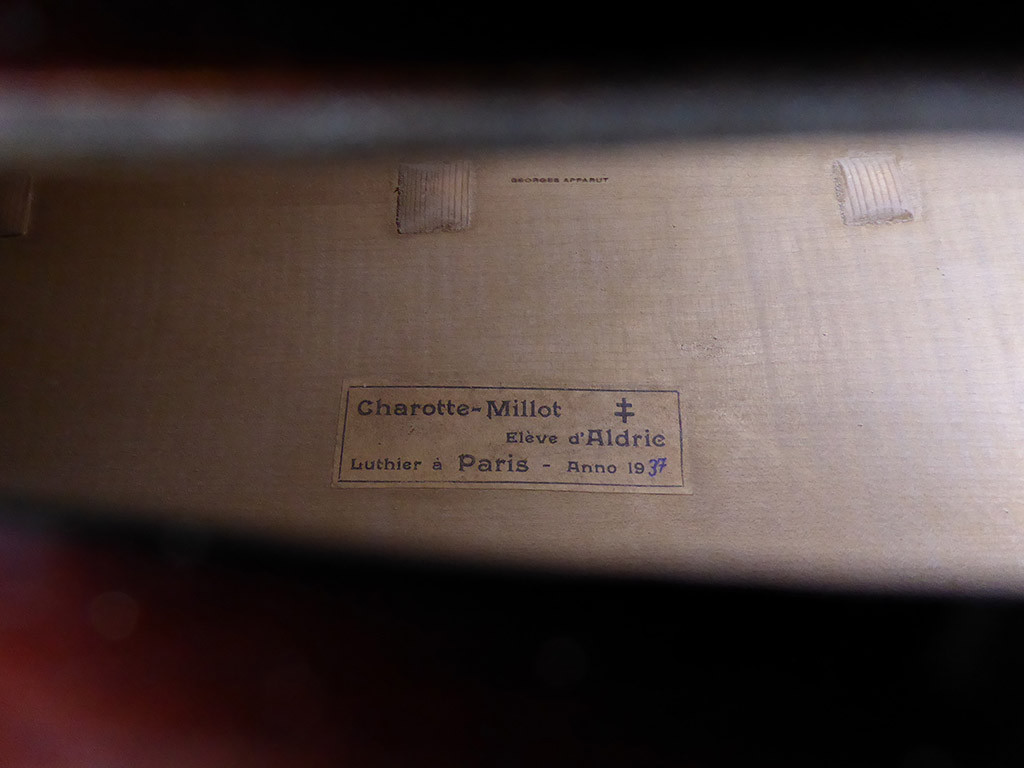 GEORGES APPARUT
Charotte-Millot ‡
Elève d'Aldric
Luthier à Paris - Anno 1937